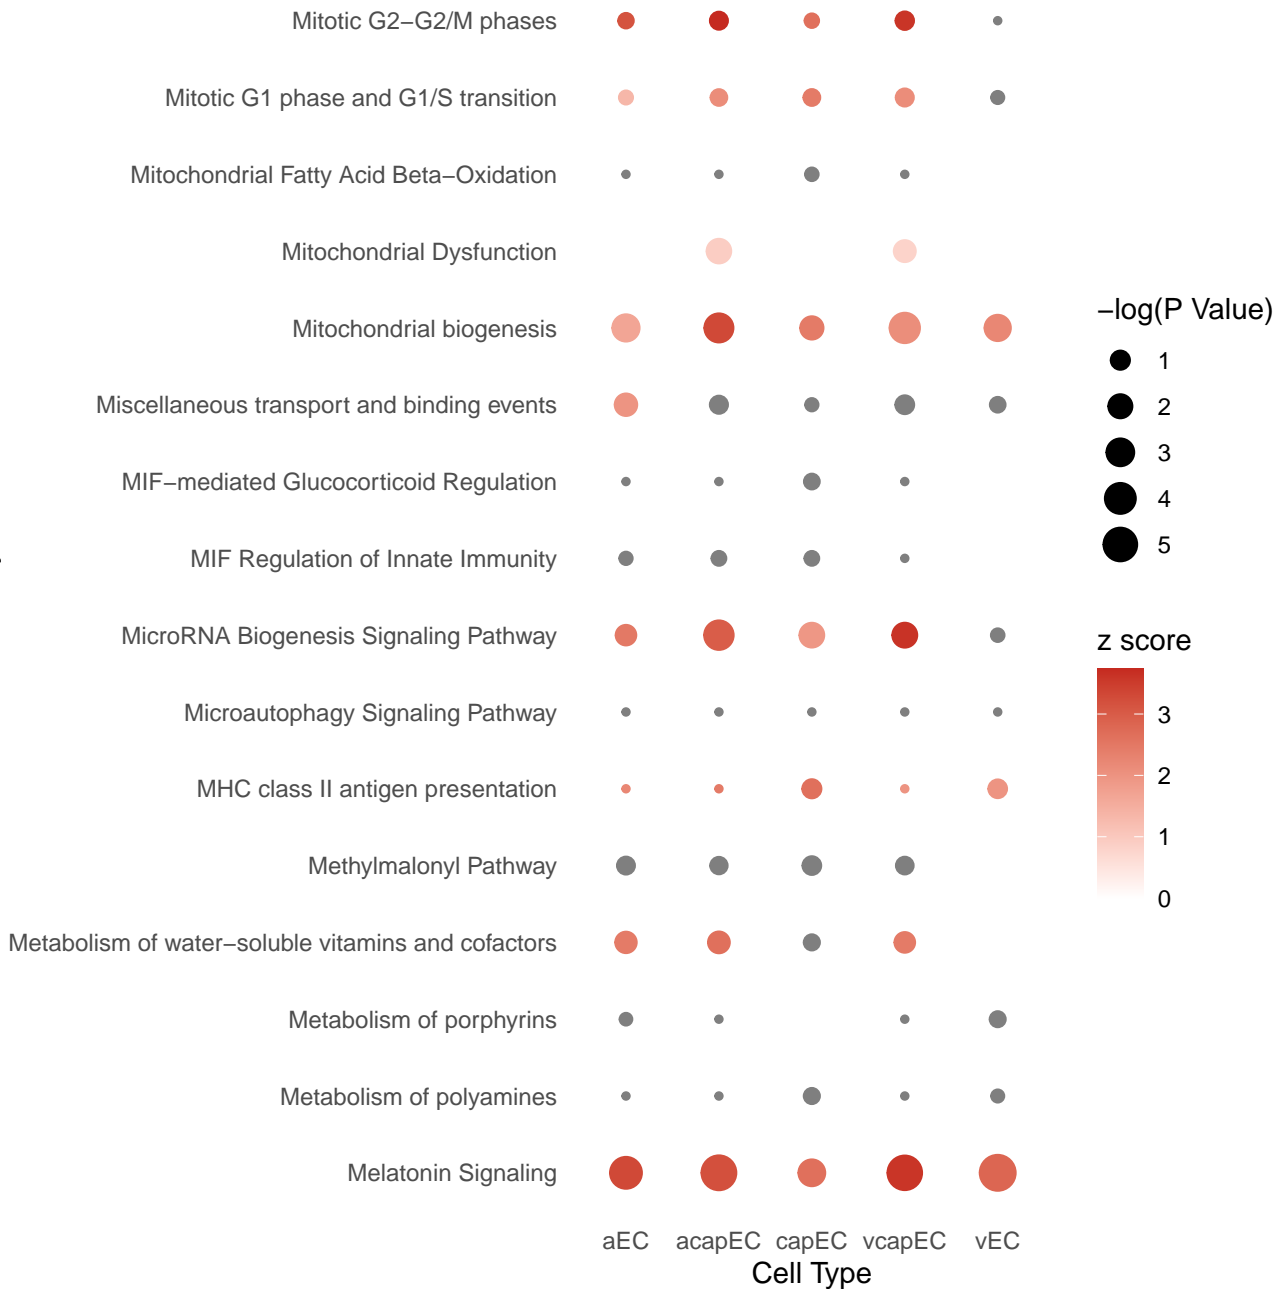 Mitotic G2−G2/M phases
Mitotic G1 phase and G1/S transition
Mitochondrial Fatty Acid Beta−Oxidation
Mitochondrial Dysfunction
Mitochondrial biogenesis
Miscellaneous transport and binding events
MIF−mediated Glucocorticoid Regulation
MIF Regulation of Innate Immunity
MicroRNA Biogenesis Signaling Pathway
Microautophagy Signaling Pathway
MHC class II antigen presentation
Methylmalonyl Pathway
Metabolism of water−soluble vitamins and cofactors
Metabolism of porphyrins
Metabolism of polyamines
Melatonin Signaling
aEC acapEC capEC vcapEC vEC
Cell Type
−log(P Value)
1
2
3
4
5
z score
3
2
1
0